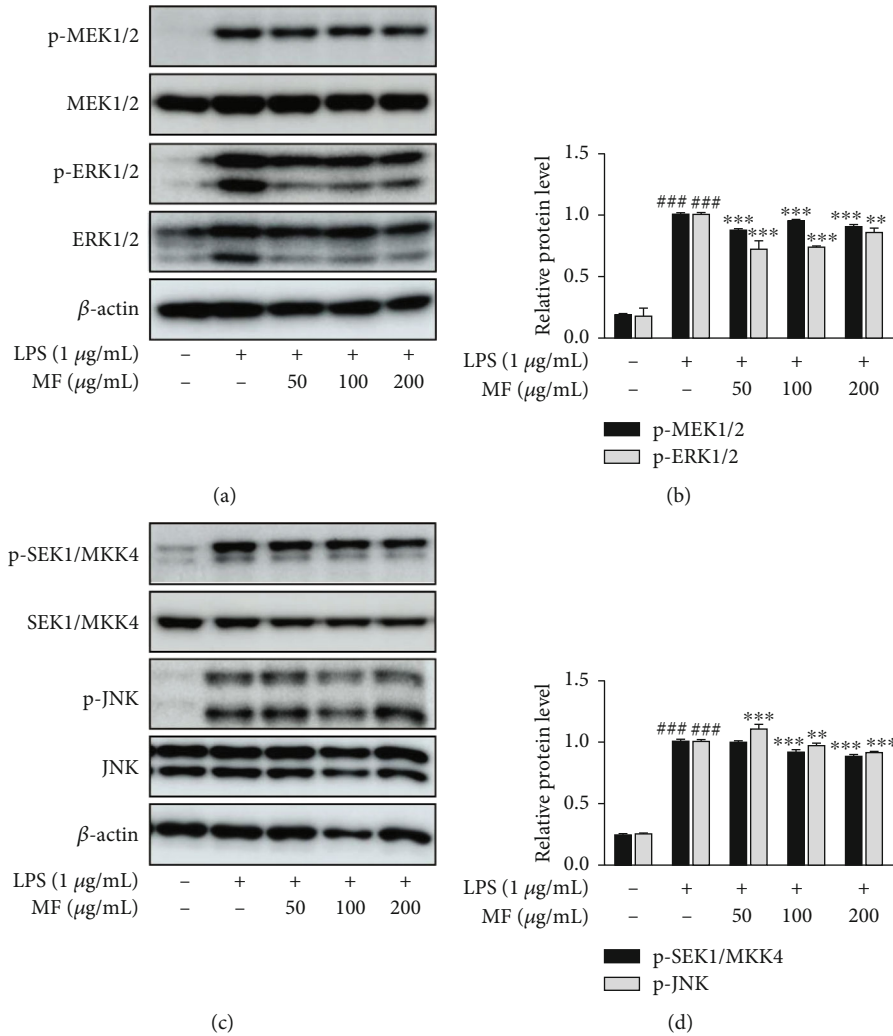 p-MEK1/2
MEK1/2
p-ERK1/2
ERK1/2
β-actin
LPS (1 μg/mL) – + + + +
MF (μg/mL) – – 50 100 200
(a)
Relative protein level
1.5
1.0
0.5
0.0
### ### *** *** *** *** *** **
LPS (1 μg/mL) – + + + +
MF (μg/mL) – – 50 100 200
p-MEK1/2
p-ERK1/2
(b)
p-SEK1/MKK4
SEK1/MKK4
p-JNK
JNK
β-actin
LPS (1 μg/mL) – + + + +
MF (μg/mL) – – 50 100 200
(c)
Relative protein level
1.5
1.0
0.5
0.0
### ### *** *** ** *** ***
LPS (1 μg/mL) – + + + +
MF (μg/mL) – – 50 100 200
p-SEK1/MKK4
p-JNK
(d)